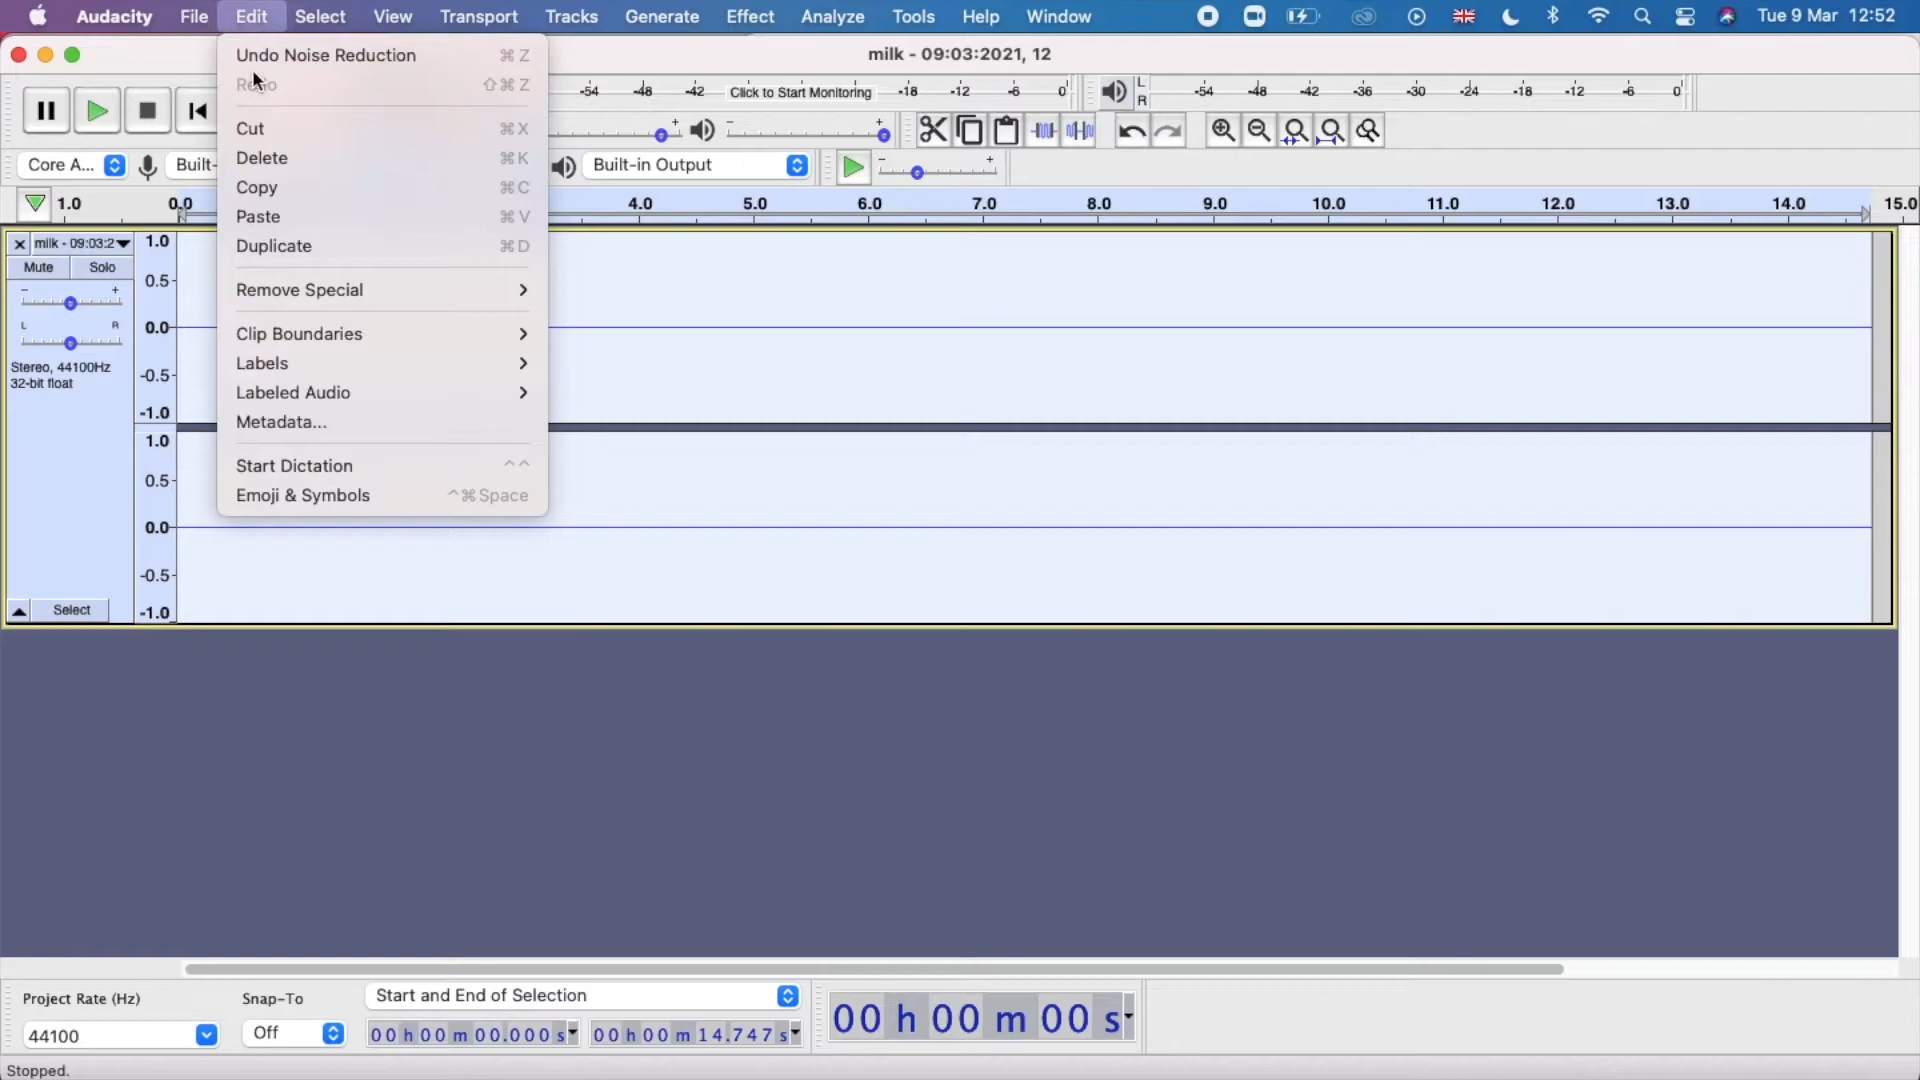 Audacity File Edit Select View Transport Tracks Generate Effect Analyze Tools Help Window Tue 9 Mar 12:52
milk - 09:03:2021, 12
Undo Noise Reduction ⌘Z
Redo ⇧⌘Z
Cut ⌘X
Delete ⌘K
Copy ⌘C
Paste ⌘V
Duplicate ⌘D
Remove Special
Clip Boundaries
Labels
Labeled Audio
Metadata...
Start Dictation ^^
Emoji & Symbols ^⌘Space
-54 -48 -42 Click to Start Monitoring -18 -12 -6 0
L
R
-54 -48 -42 -36 -30 -24 -18 -12 -6 0
- + - +
Core A... Built- Built-in Output - +
1.0 0.0 4.0 5.0 6.0 7.0 8.0 9.0 10.0 11.0 12.0 13.0 14.0 15.0
milk - 09:03:2
Mute Solo
- +
L R
Stereo, 44100Hz
32-bit float
Select
1.0
0.5
0.0
-0.5
-1.0
1.0
0.5
0.0
-0.5
-1.0
Project Rate (Hz) Snap-To Start and End of Selection
44100 Off 00 h 00 m 00.000 s 00 h 00 m 14.747 s 00 h 00 m 00 s
Stopped.